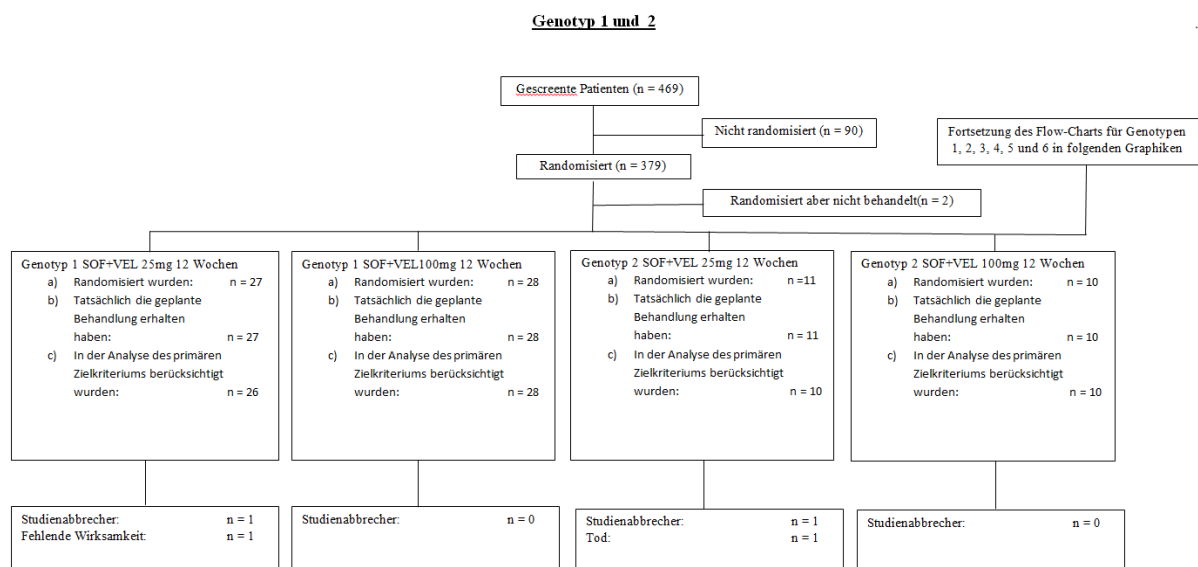 Genotyp 1 und 2
Gescreente Patienten (n = 469)
Nicht randomisiert (n = 90)
Fortsetzung des Flow-Charts für Genotypen
1, 2, 3, 4, 5 und 6 in folgenden Graphiken
Randomisiert (n = 379)
Randomisiert aber nicht behandelt(n = 2)
Genotyp 1 SOF+VEL 25mg 12 Wochen
a) Randomisiert wurden: n = 27
b) Tatsächlich die geplante
Behandlung erhalten
haben: n = 27
c) In der Analyse des primären
Zielkriteriums berücksichtigt
wurden: n = 26
Genotyp 1 SOF+VEL100mg 12 Wochen
a) Randomisiert wurden: n = 28
b) Tatsächlich die geplante
Behandlung erhalten
haben: n = 28
c) In der Analyse des primären
Zielkriteriums berücksichtigt
wurden: n = 28
Genotyp 2 SOF+VEL 25mg 12 Wochen
a) Randomisiert wurden: n =11
b) Tatsächlich die geplante
Behandlung erhalten
haben: n = 11
c) In der Analyse des primären
Zielkriteriums berücksichtigt
wurden: n = 10
Genotyp 2 SOF+VEL 100mg 12 Wochen
a) Randomisiert wurden: n = 10
b) Tatsächlich die geplante
Behandlung erhalten
haben: n = 10
c) In der Analyse des primären
Zielkriteriums berücksichtigt
wurden: n = 10
Studienabbrecher: n = 1
Fehlende Wirksamkeit: n = 1
Studienabbrecher: n = 0
Studienabbrecher: n = 1
Tod: n = 1
Studienabbrecher: n = 0